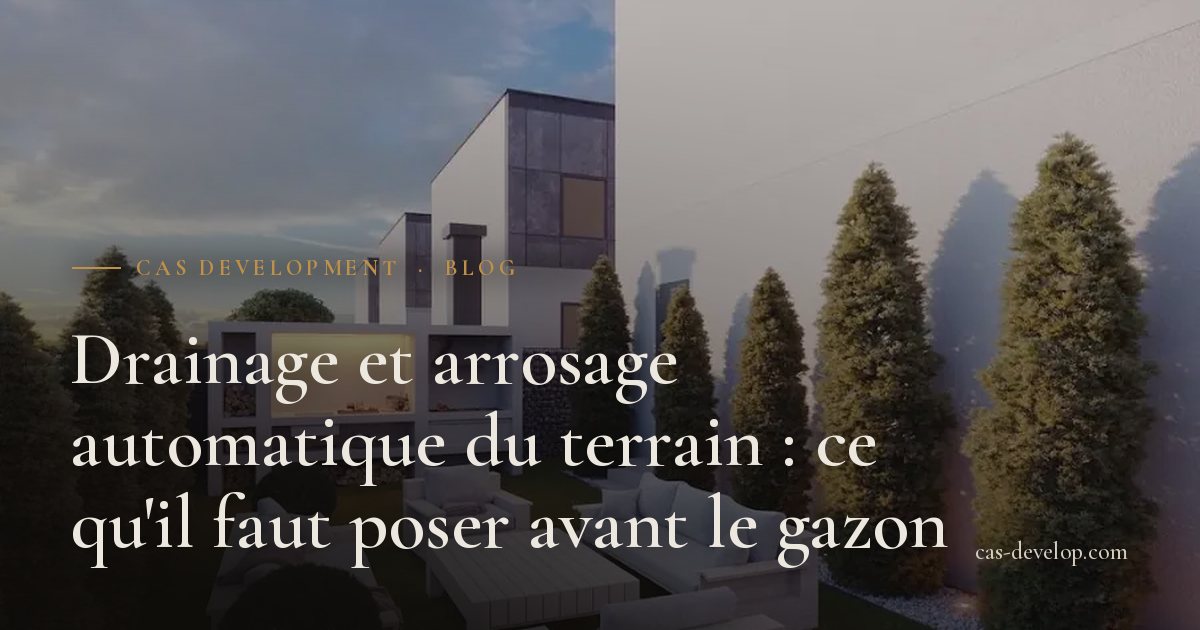 CAS DEVELOPMENT · BLOG
Drainage et arrosage
automatique du terrain : ce
qu'il faut poser avant le gazon
cas-develop.com